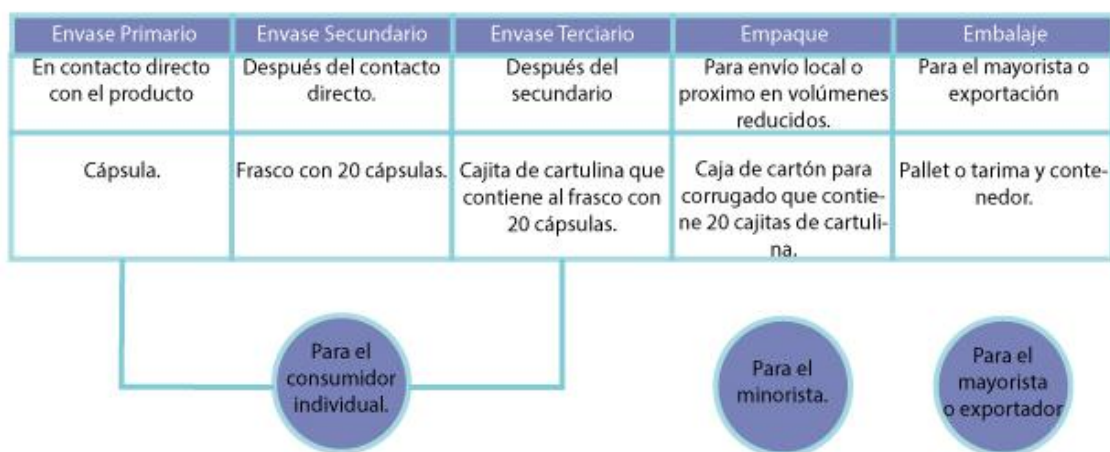 Envase Primario
Envase Secundario
Envase Terciario
Empaque
Embalaje
En contacto directo
con el producto
Después del contacto
directo.
Después del
secundario
Para envío local o
proximo en volúmenes
reducidos.
Para el mayorista o
exportación
Cápsula.
Frasco con 20 cápsulas.
Cajita de cartulina que
contiene al frasco con
20 cápsulas.
Caja de cartón para
corrugado que contie-
ne 20 cajitas de cartuli-
na.
Pallet o tarima y conte-
nedor.
Para el
consumidor
individual.
Para el
minorista.
Para el
mayorista
o exportador